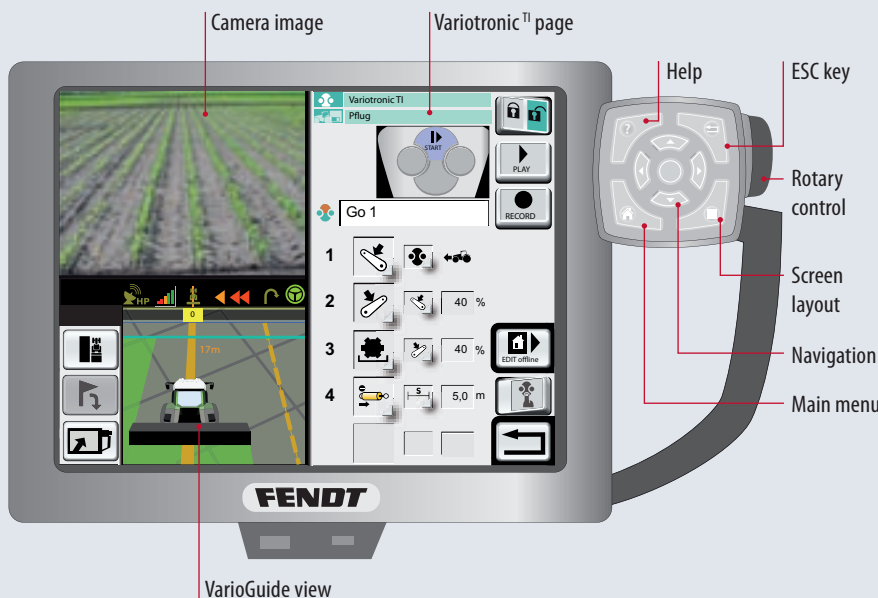 Camera image
Variotronic TI page
Help
ESC key
Variotronic TI
Pflug
START
PLAY
Go 1
RECORD
Rotary
control
1
2
40 %
Screen
layout
HP
0
17m
3
40 %
EDIT offline
Navigation
4
S
5,0 m
Main menu
FENDT
VarioGuide view
?